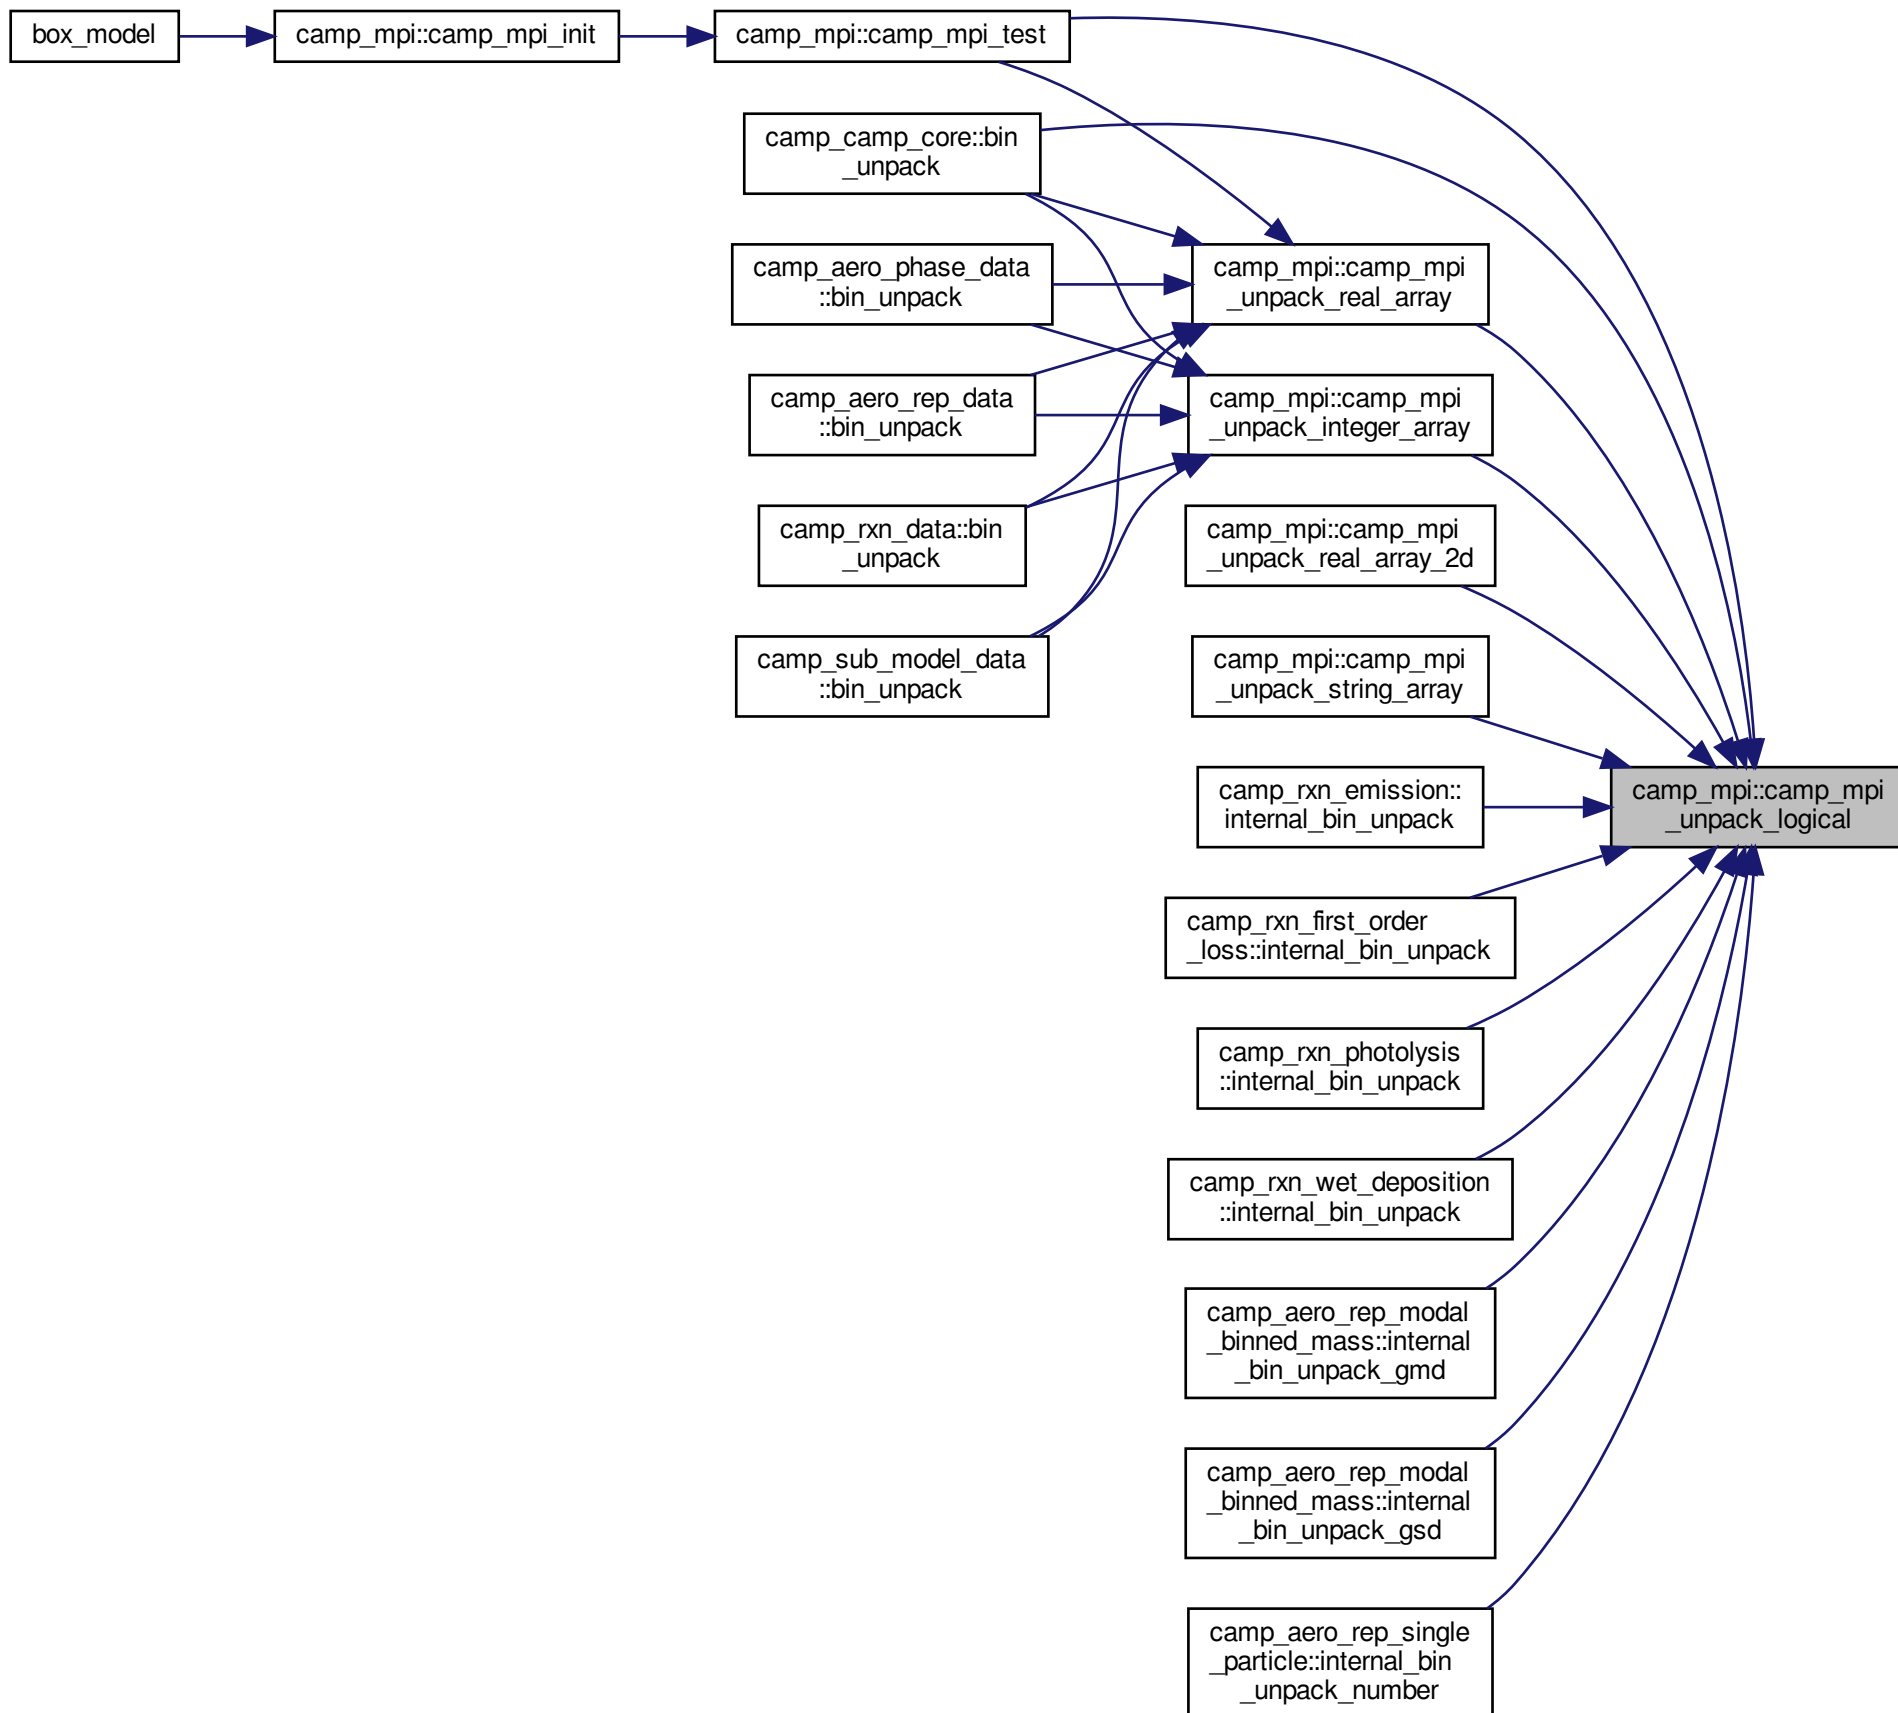 box_model
camp_mpi::camp_mpi_init
camp_mpi::camp_mpi_test
camp_camp_core::bin
_unpack
camp_aero_phase_data
::bin_unpack
camp_mpi::camp_mpi
_unpack_real_array
camp_aero_rep_data
::bin_unpack
camp_mpi::camp_mpi
_unpack_integer_array
camp_rxn_data::bin
_unpack
camp_mpi::camp_mpi
_unpack_real_array_2d
camp_sub_model_data
::bin_unpack
camp_mpi::camp_mpi
_unpack_string_array
camp_rxn_emission::
internal_bin_unpack
camp_mpi::camp_mpi
_unpack_logical
camp_rxn_first_order
_loss::internal_bin_unpack
camp_rxn_photolysis
::internal_bin_unpack
camp_rxn_wet_deposition
::internal_bin_unpack
camp_aero_rep_modal
_binned_mass::internal
_bin_unpack_gmd
camp_aero_rep_modal
_binned_mass::internal
_bin_unpack_gsd
camp_aero_rep_single
_particle::internal_bin
_unpack_number